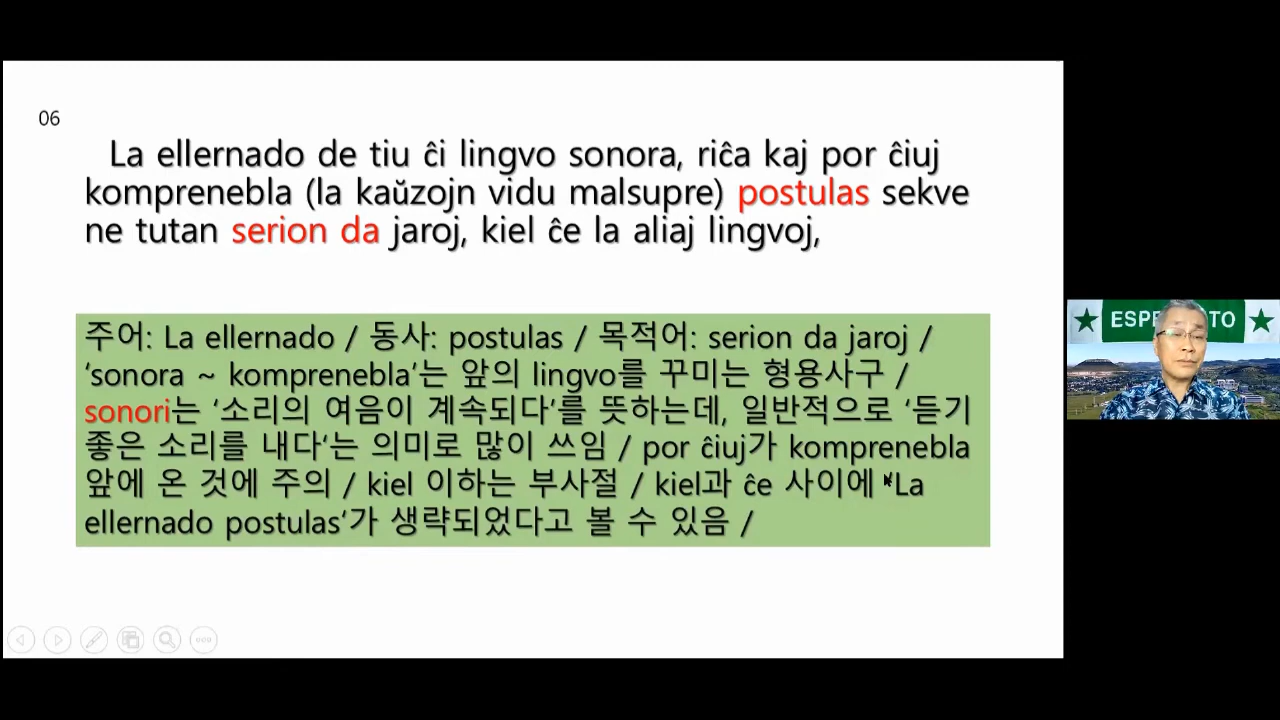 06
La ellernado de tiu ĉi lingvo sonora, riĉa kaj por ĉiuj
komprenebla (la kaŭzojn vidu malsupre) postulas sekve
ne tutan serion da jaroj, kiel ĉe la aliaj lingvoj,
주어: La ellernado / 동사: postulas / 목적어: serion da jaroj /
‘sonora ~ komprenebla‘는 앞의 lingvo를 꾸미는 형용사구 /
sonori는 ‘소리의 여음이 계속되다‘를 뜻하는데, 일반적으로 ‘듣기
좋은 소리를 내다‘는 의미로 많이 쓰임 / por ĉiuj가 komprenebla
앞에 온 것에 주의 / kiel 이하는 부사절 / kiel과 ĉe 사이에 ‘La
ellernado postulas‘가 생략되었다고 볼 수 있음 /